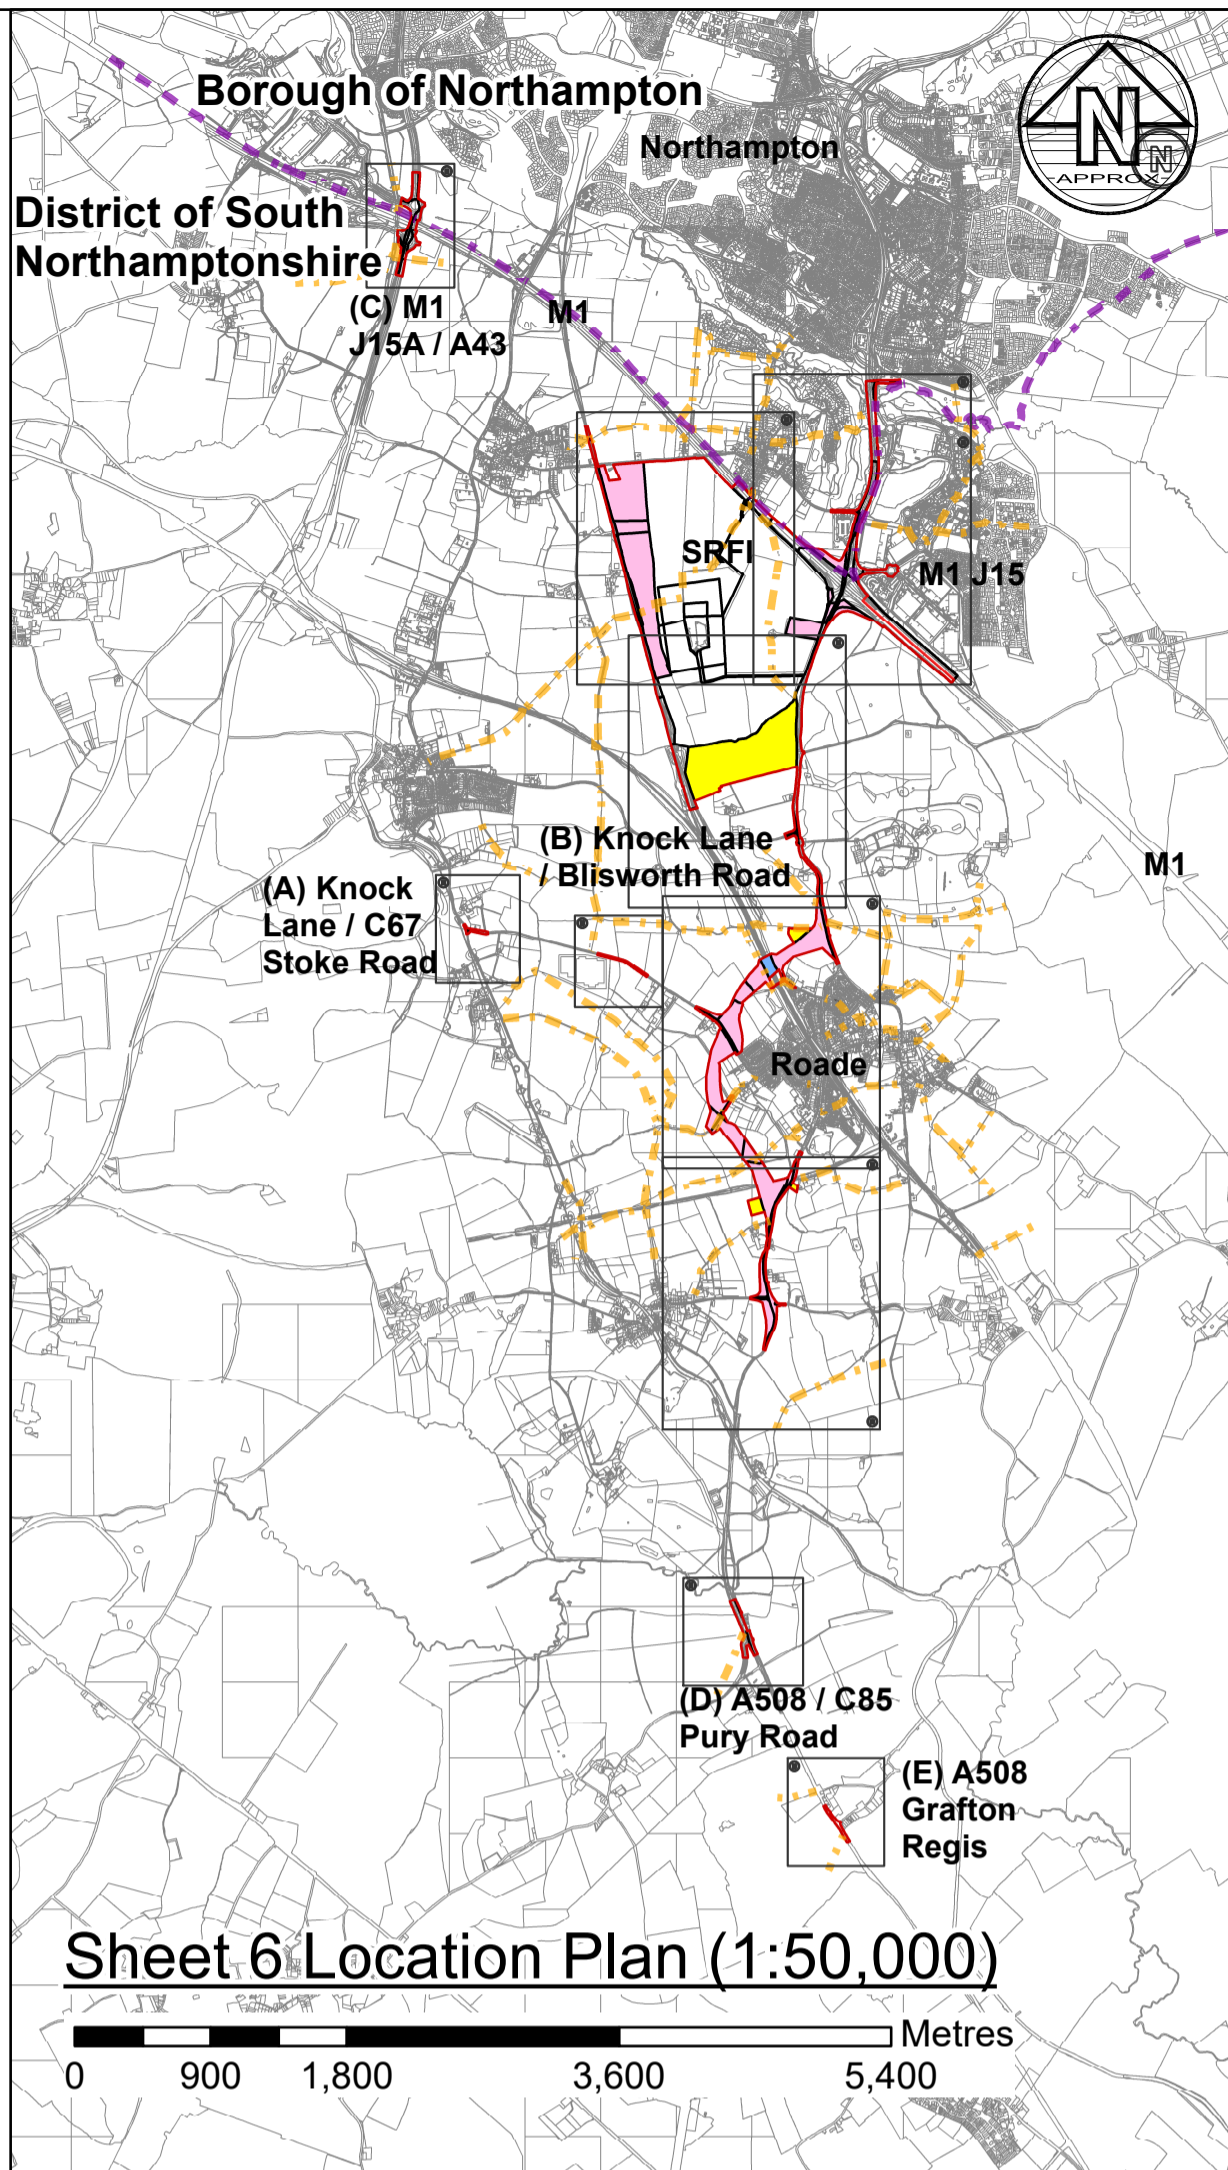 Borough of Northampton
Northampton
N
N
-APPROX-
District of South
Northamptonshire
(C) M1
J15A / A43
M1
SRFI
M1 J15
(B) Knock Lane
/ Blisworth Road
M1
(A) Knock
Lane / C67
Stoke Road
Roade
(D) A508 / C85
Pury Road
(E) A508
Grafton
Regis
Sheet 6 Location Plan (1:50,000)
Metres
0 900 1,800 3,600 5,400